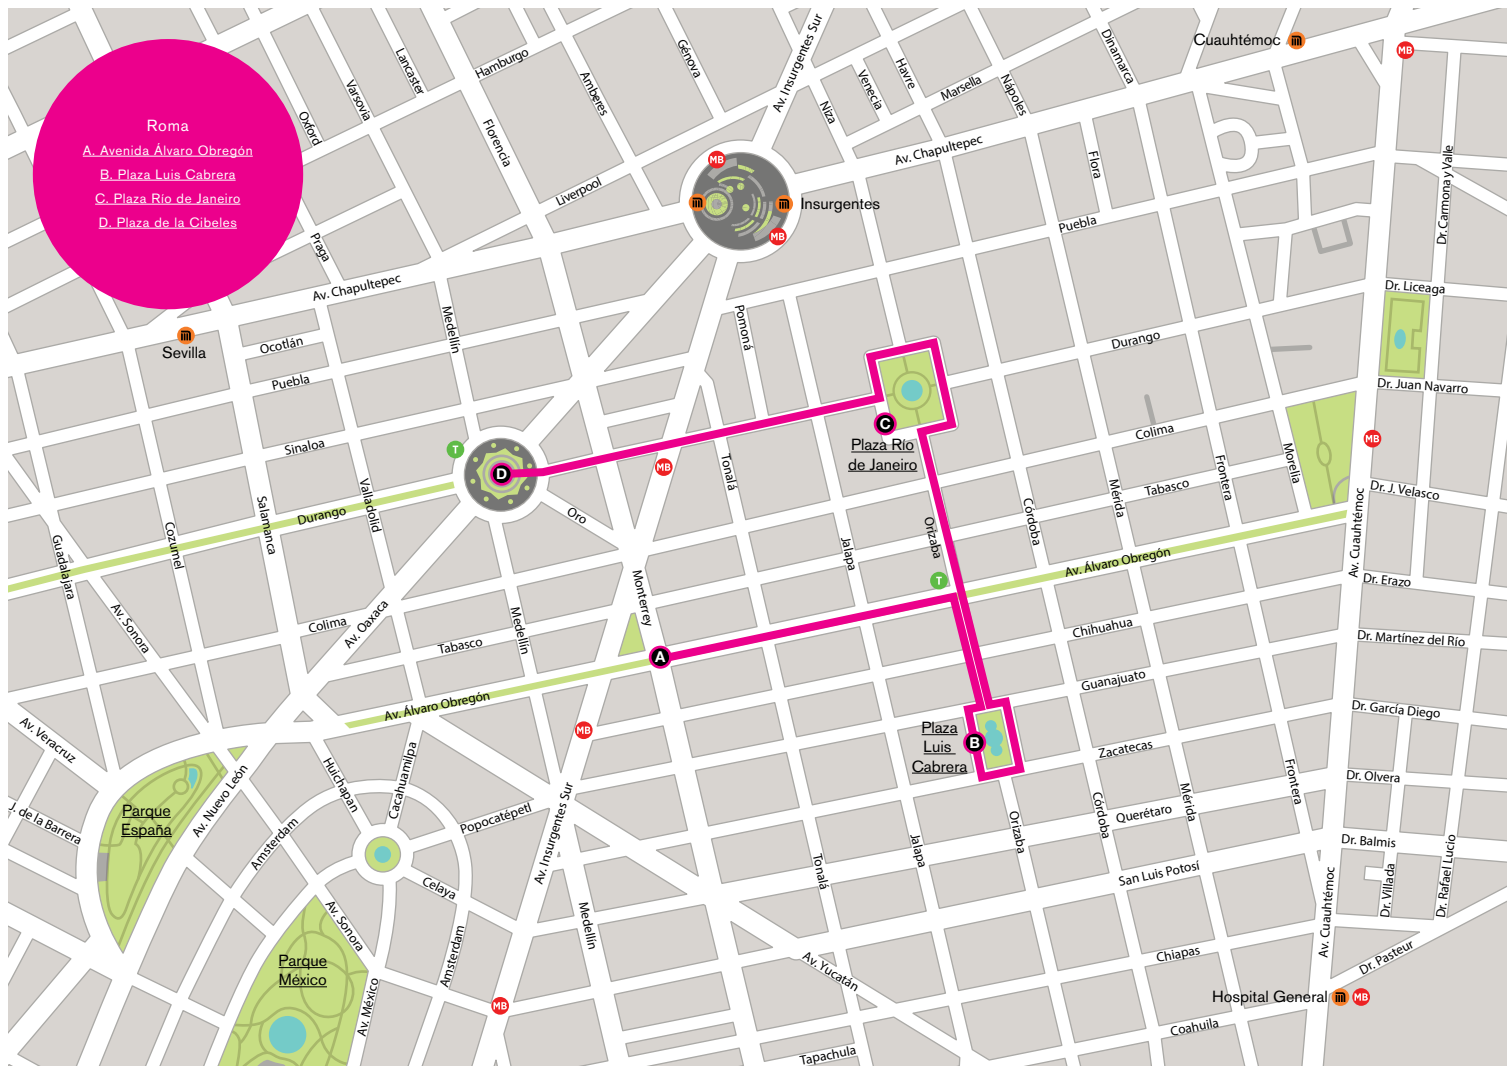 Roma
A. Avenida Álvaro Obregón
B. Plaza Luis Cabrera
C. Plaza Río de Janeiro
D. Plaza de la Cibeles
Oxford
Varsovia
Lancaster
Hamburgo
Florencia
Amberes
Génova
Av. Insurgentes Sur
Niza
Venecia
Havre
Marsella
Nápoles
Dinamarca
Cuauhtémoc
MB
Av. Chapultepec
Flora
Puebla
Dr. Carmona y Valle
Liverpool
MB
Insurgentes
MB
Praga
Av. Chapultepec
Medellín
Sevilla
Ocotlán
Puebla
Sinaloa
Pomoná
Durango
Dr. Liceaga
Dr. Juan Navarro
Colima
MB
C
Plaza Río
de Janeiro
T
D
MB
Tonalá
Durango
Valladolid
Salamanca
Cozumel
Guadalajara
Oro
Jalapa
Orizaba
Córdoba
Mérida
Tabasco
Frontera
Morelia
Dr. J. Velasco
Av. Cuauhtémoc
Av. Álvaro Obregón
T
Dr. Erazo
Av. Sonora
Colima
Av. Oaxaca
Tabasco
Medellín
Monterrey
A
Chihuahua
Dr. Martínez del Río
Guanajuato
Av. Álvaro Obregón
Dr. García Diego
Av. Veracruz
MB
Plaza
Luis
Cabrera
B
Zacatecas
Dr. Olvera
J. de la Barrera
Parque
España
Av. Nuevo León
Amsterdam
Huichapan
Cacahuamilpa
Popocatépetl
Av. Insurgentes Sur
Celaya
Tonalá
Jalapa
Orizaba
Córdoba
Mérida
Querétaro
Frontera
Dr. Balmis
San Luis Potosí
Dr. Villada
Dr. Rafael Lucio
Av. Sonora
Amsterdam
Medellín
Parque
México
Av. México
MB
Av. Yucatán
Chiapas
Av. Cuauhtémoc
Dr. Pasteur
Hospital General
MB
Coahuila
Tapachula